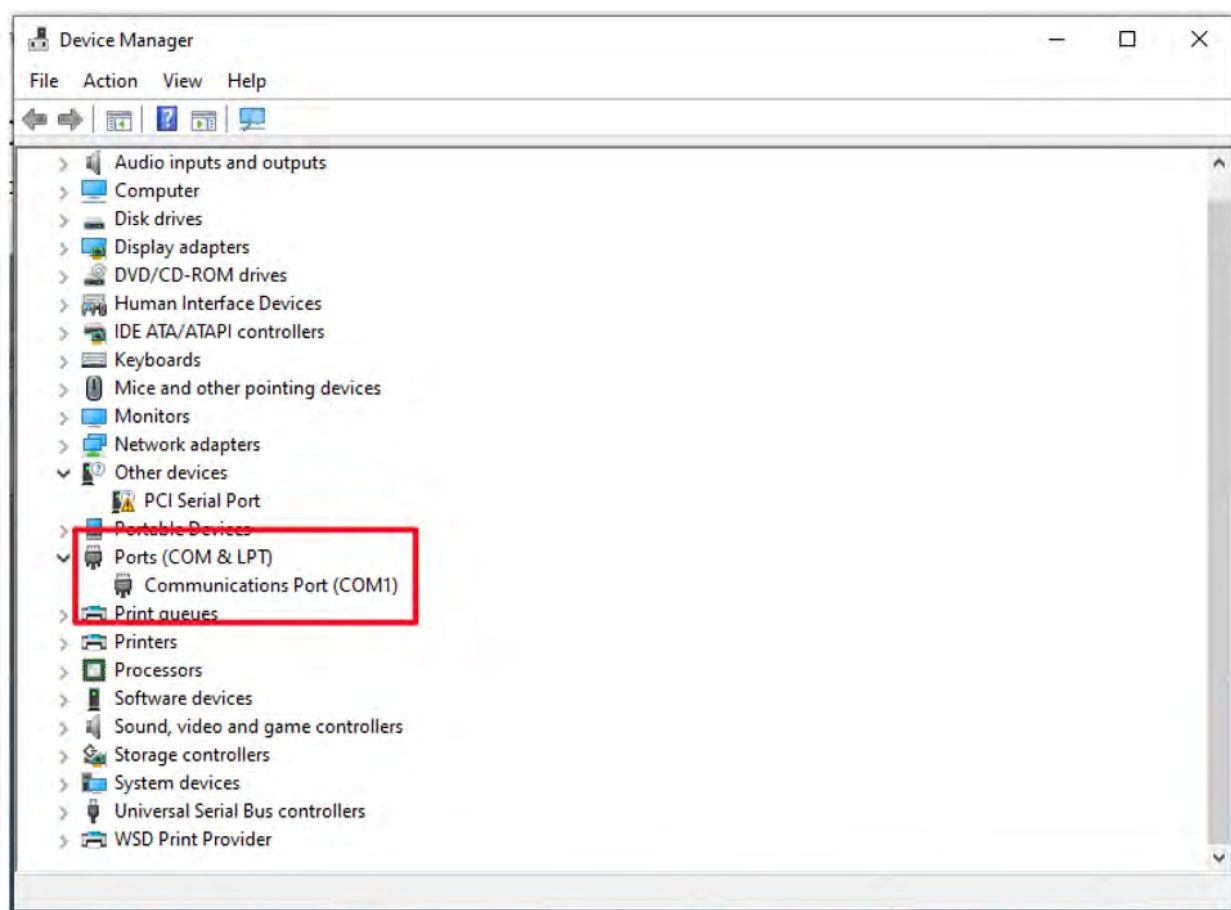 Device Manager
File Action View Help
Audio inputs and outputs
Computer
Disk drives
Display adapters
DVD/CD-ROM drives
Human Interface Devices
IDE ATA/ATAPI controllers
Keyboards
Mice and other pointing devices
Monitors
Network adapters
Other devices
PCI Serial Port
Portable Devices
Ports (COM & LPT)
Communications Port (COM1)
Print queues
Printers
Processors
Software devices
Sound, video and game controllers
Storage controllers
System devices
Universal Serial Bus controllers
WSD Print Provider